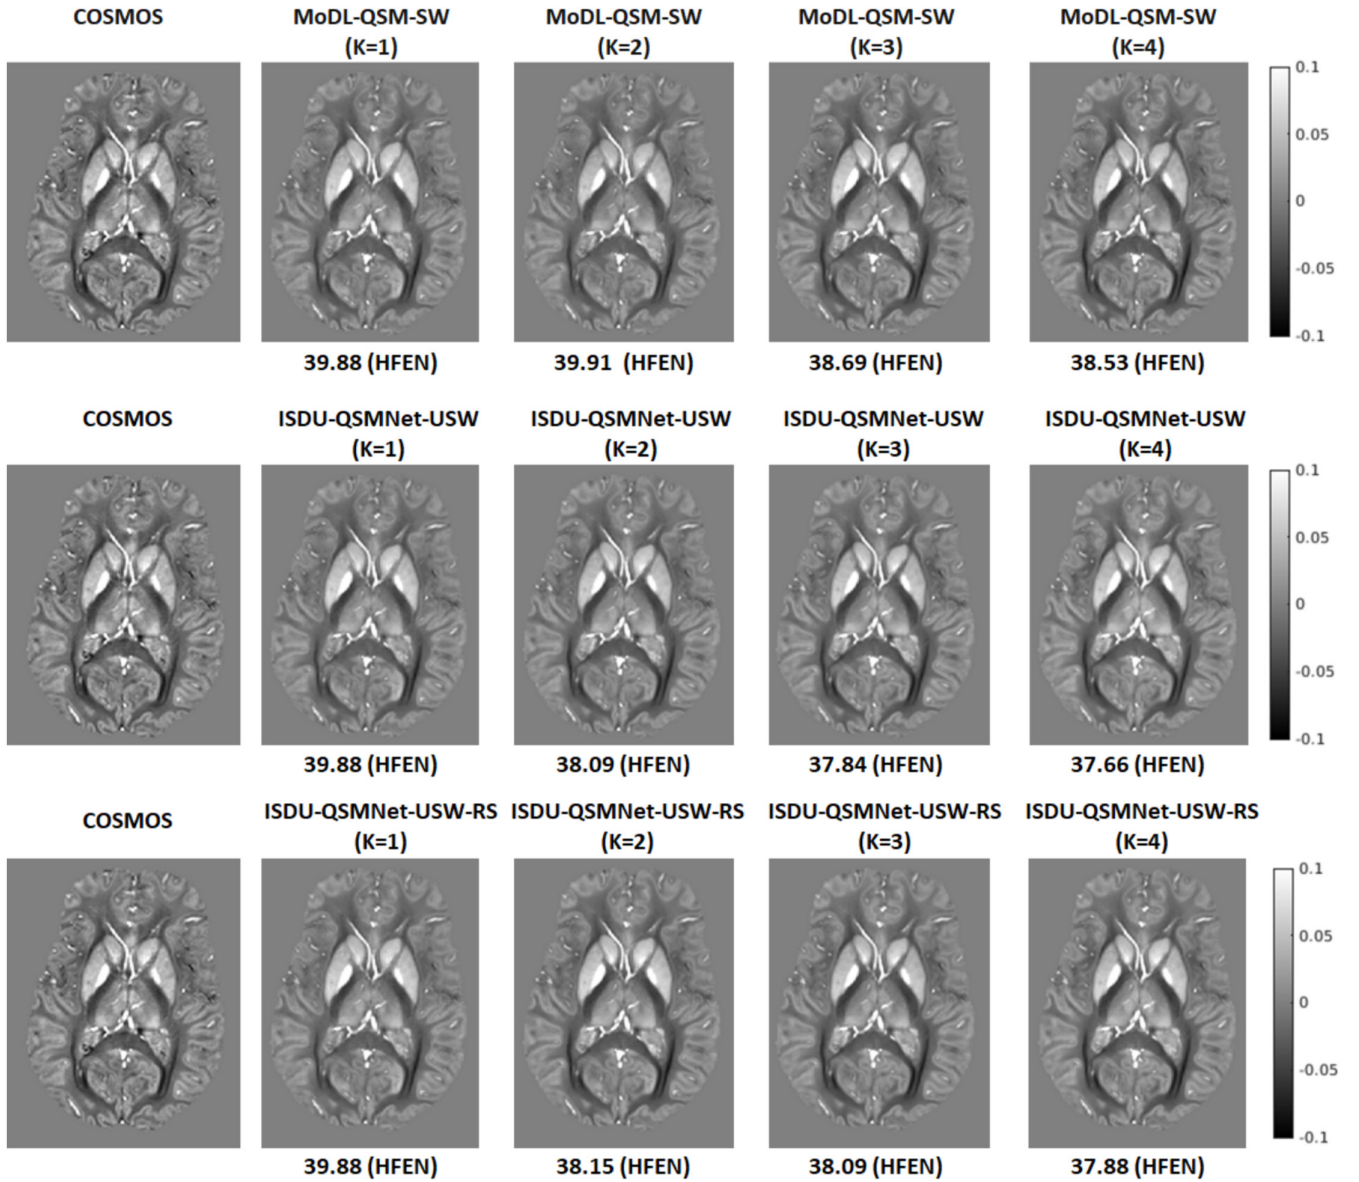 COSMOS MoDL-QSM-SW MoDL-QSM-SW MoDL-QSM-SW MoDL-QSM-SW
(K=1) (K=2) (K=3) (K=4)
0.1
0.05
0
-0.05
-0.1
39.88 (HFEN) 39.91 (HFEN) 38.69 (HFEN) 38.53 (HFEN)
COSMOS ISDU-QSMNet-USW ISDU-QSMNet-USW ISDU-QSMNet-USW ISDU-QSMNet-USW
(K=1) (K=2) (K=3) (K=4)
0.1
0.05
0
-0.05
-0.1
39.88 (HFEN) 38.09 (HFEN) 37.84 (HFEN) 37.66 (HFEN)
COSMOS ISDU-QSMNet-USW-RS ISDU-QSMNet-USW-RS ISDU-QSMNet-USW-RS ISDU-QSMNet-USW-RS
(K=1) (K=2) (K=3) (K=4)
0.1
0.05
0
-0.05
-0.1
39.88 (HFEN) 38.15 (HFEN) 38.09 (HFEN) 37.88 (HFEN)